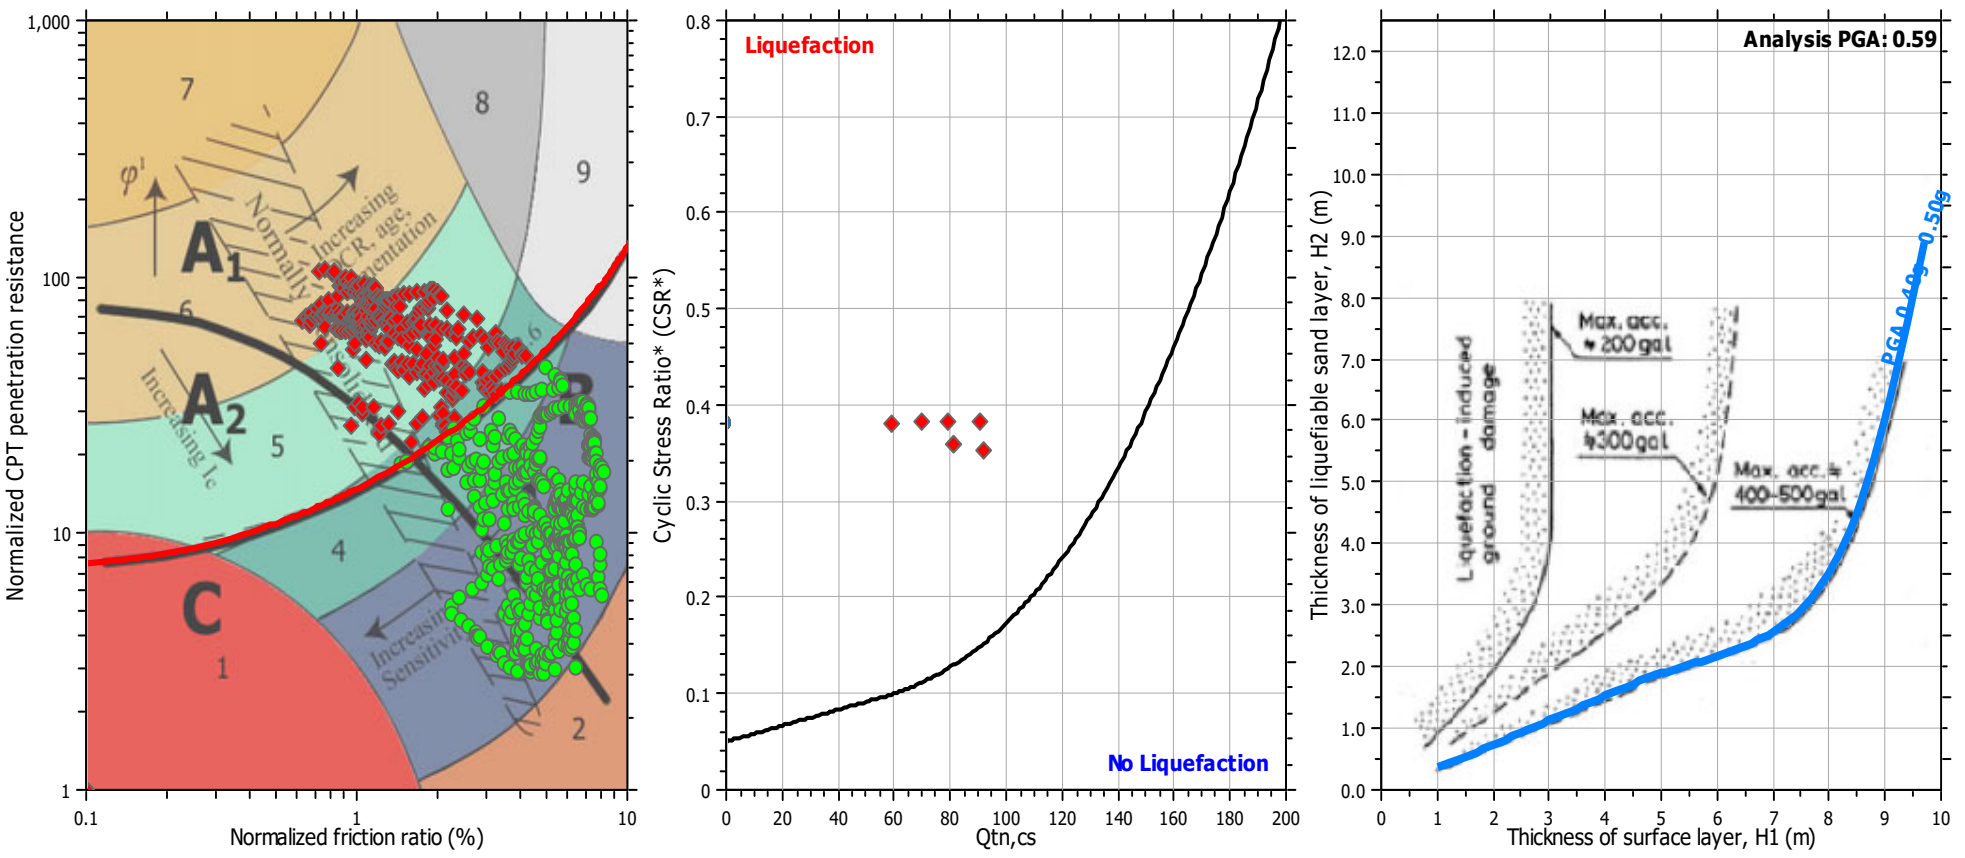 1,000
100
10
1
Normalized CPT penetration resistance
7
8
9
φ'
A1
6
A2
5
4
B
C
1
2
Normally
Increasing
OCR, age,
cementation
Increasing Ic
Increasing
Sensitivity
0.1
1
10
Normalized friction ratio (%)
Liquefaction
No Liquefaction
0.8
0.7
0.6
0.5
0.4
0.3
0.2
0.1
0
Cyclic Stress Ratio* (CSR*)
0
20
40
60
80
100
120
140
160
180
200
Qtn,cs
Analysis PGA: 0.59
12.0
11.0
10.0
9.0
8.0
7.0
6.0
5.0
4.0
3.0
2.0
1.0
0.0
Thickness of liquefiable sand layer, H2 (m)
Liquefaction-induced
ground damage
Max. acc.
≒ 200 gal
Max. acc.
≒ 300 gal
Max. acc. ≒
400~500 gal
PGA 0.40g - 0.50g
0
1
2
3
4
5
6
7
8
9
10
Thickness of surface layer, H1 (m)